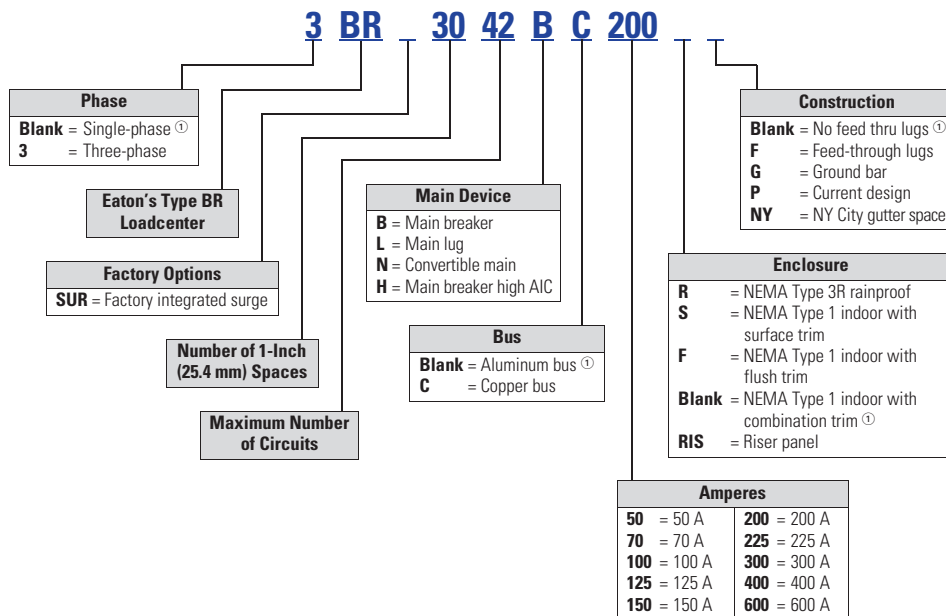 3 BR _ 30 42 B C 200 _ _
Phase
Blank = Single-phase ①
3 = Three-phase
Eaton's Type BR
Loadcenter
Factory Options
SUR = Factory integrated surge
Number of 1-Inch
(25.4 mm) Spaces
Maximum Number
of Circuits
Main Device
B = Main breaker
L = Main lug
N = Convertible main
H = Main breaker high AIC
Bus
Blank = Aluminum bus ①
C = Copper bus
Construction
Blank = No feed thru lugs ①
F = Feed-through lugs
G = Ground bar
P = Current design
NY = NY City gutter space
Enclosure
R = NEMA Type 3R rainproof
S = NEMA Type 1 indoor with
surface trim
F = NEMA Type 1 indoor with
flush trim
Blank = NEMA Type 1 indoor with
combination trim ①
RIS = Riser panel
Amperes
50 = 50 A 200 = 200 A
70 = 70 A 225 = 225 A
100 = 100 A 300 = 300 A
125 = 125 A 400 = 400 A
150 = 150 A 600 = 600 A